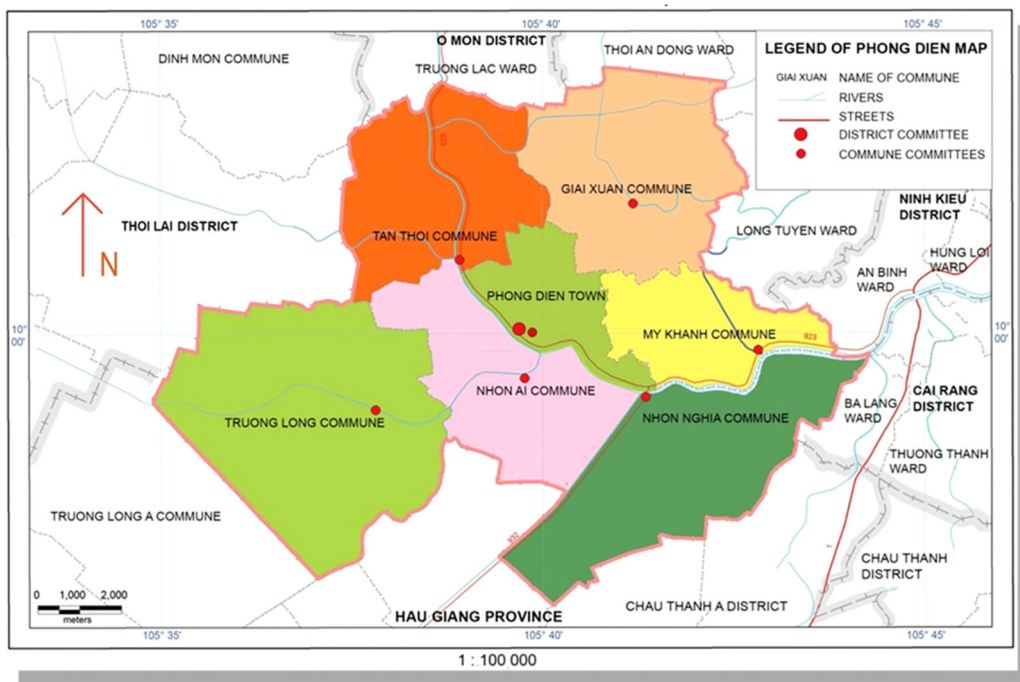 105° 35'
105° 40'
105° 45'
O MON DISTRICT
THOI AN DONG WARD
DINH MON COMMUNE
TRUONG LAC WARD
LEGEND OF PHONG DIEN MAP
GIAI XUAN NAME OF COMMUNE
RIVERS
STREETS
DISTRICT COMMITTEE
COMMUNE COMMITTEES
923
GIAI XUAN COMMUNE
NINH KIEU
DISTRICT
THOI LAI DISTRICT
TAN THOI COMMUNE
LONG TUYEN WARD
N
HUNG LOI
WARD
AN BINH
WARD
PHONG DIEN TOWN
10°
00'
MY KHANH COMMUNE
923
10°
00'
NHON AI COMMUNE
CAI RANG
DISTRICT
BA LANG
WARD
TRUONG LONG COMMUNE
NHON NGHIA COMMUNE
THUONG THANH
WARD
TRUONG LONG A COMMUNE
932
CHAU THANH
DISTRICT
0 1,000 2,000
meters
HAU GIANG PROVINCE
CHAU THANH A DISTRICT
105° 35'
105° 40'
105° 45'
1 : 100 000